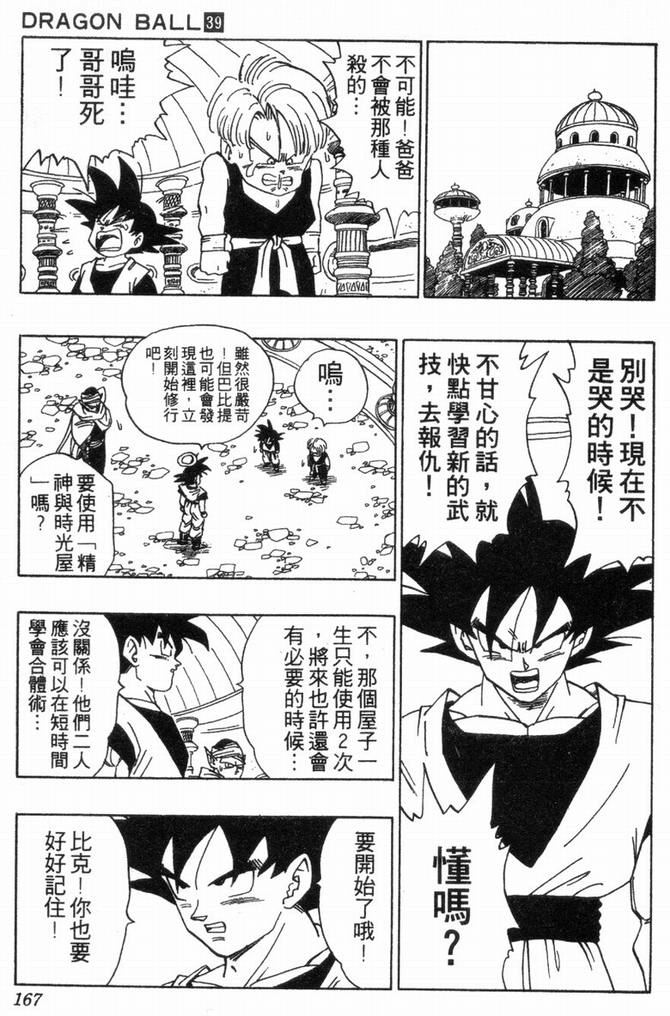 DRAGON BALL 39
不可能！爸爸
不會被那種人
殺的…
嗚哇…
哥哥死
了！
別哭！現在不
是哭的時候！
不甘心的話，就
快點學習新的武
技，去報仇！
懂嗎？
嗚…
雖然很嚴苛
！但巴比提
也可能會發
現這裡，立
刻開始修行
吧！
要使用「精
神與時光屋
」嗎？
不，那個屋子一
生只能使用2次
，將來也許還會
有必要的時候…
沒關係！他們二人
應該可以在短時間
學會合體術…
要開始了哦！
比克！你也要
好好記住！
167